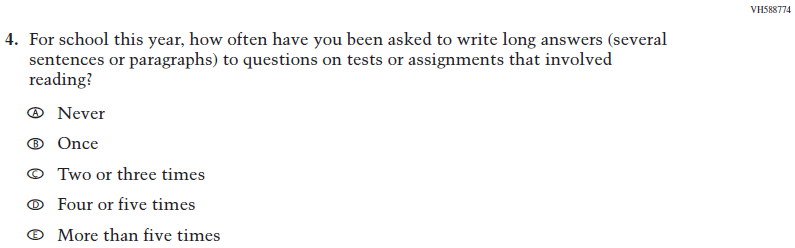 VH588774
4. For school this year, how often have you been asked to write long answers (several
sentences or paragraphs) to questions on tests or assignments that involved
reading?
A Never
B Once
C Two or three times
D Four or five times
E More than five times